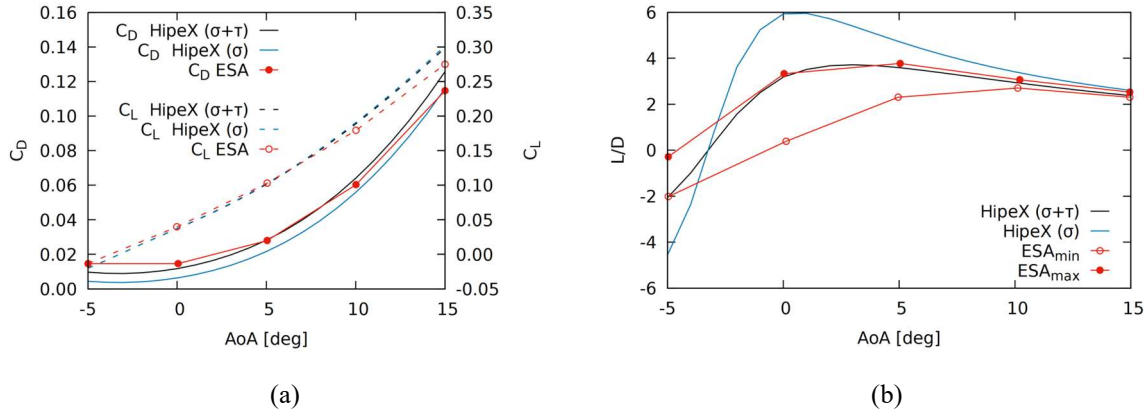 0.16
0.14
0.12
0.10
0.08
0.06
0.04
0.02
0.00
C_D
C_D HipeX (σ+τ)
C_D HipeX (σ)
C_D ESA
C_L HipeX (σ+τ)
C_L HipeX (σ)
C_L ESA
0.30
0.25
0.20
0.15
0.10
0.05
0.00
-0.05
C_L
-5 0 5 10 15
AoA [deg]
(a)
6
4
2
0
-2
-4
-6
L/D
HipeX (σ+τ)
HipeX (σ)
ESA_min
ESA_max
-5 0 5 10 15
AoA [deg]
(b)